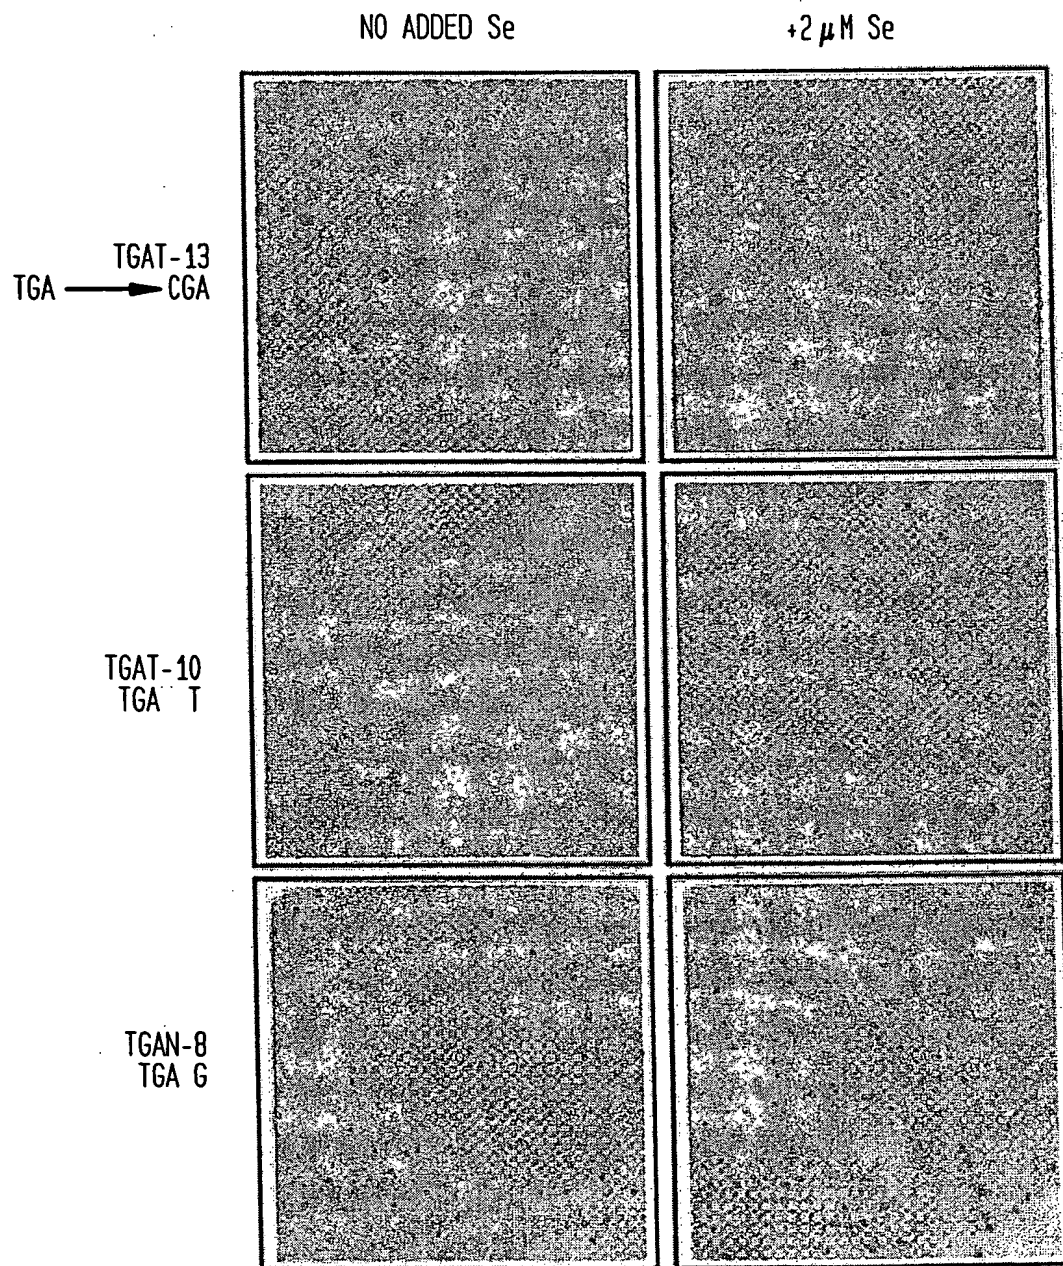 NO ADDED Se
+2 μM Se
TGAT-13
TGA → CGA
TGAT-10
TGA T
TGAN-8
TGA G